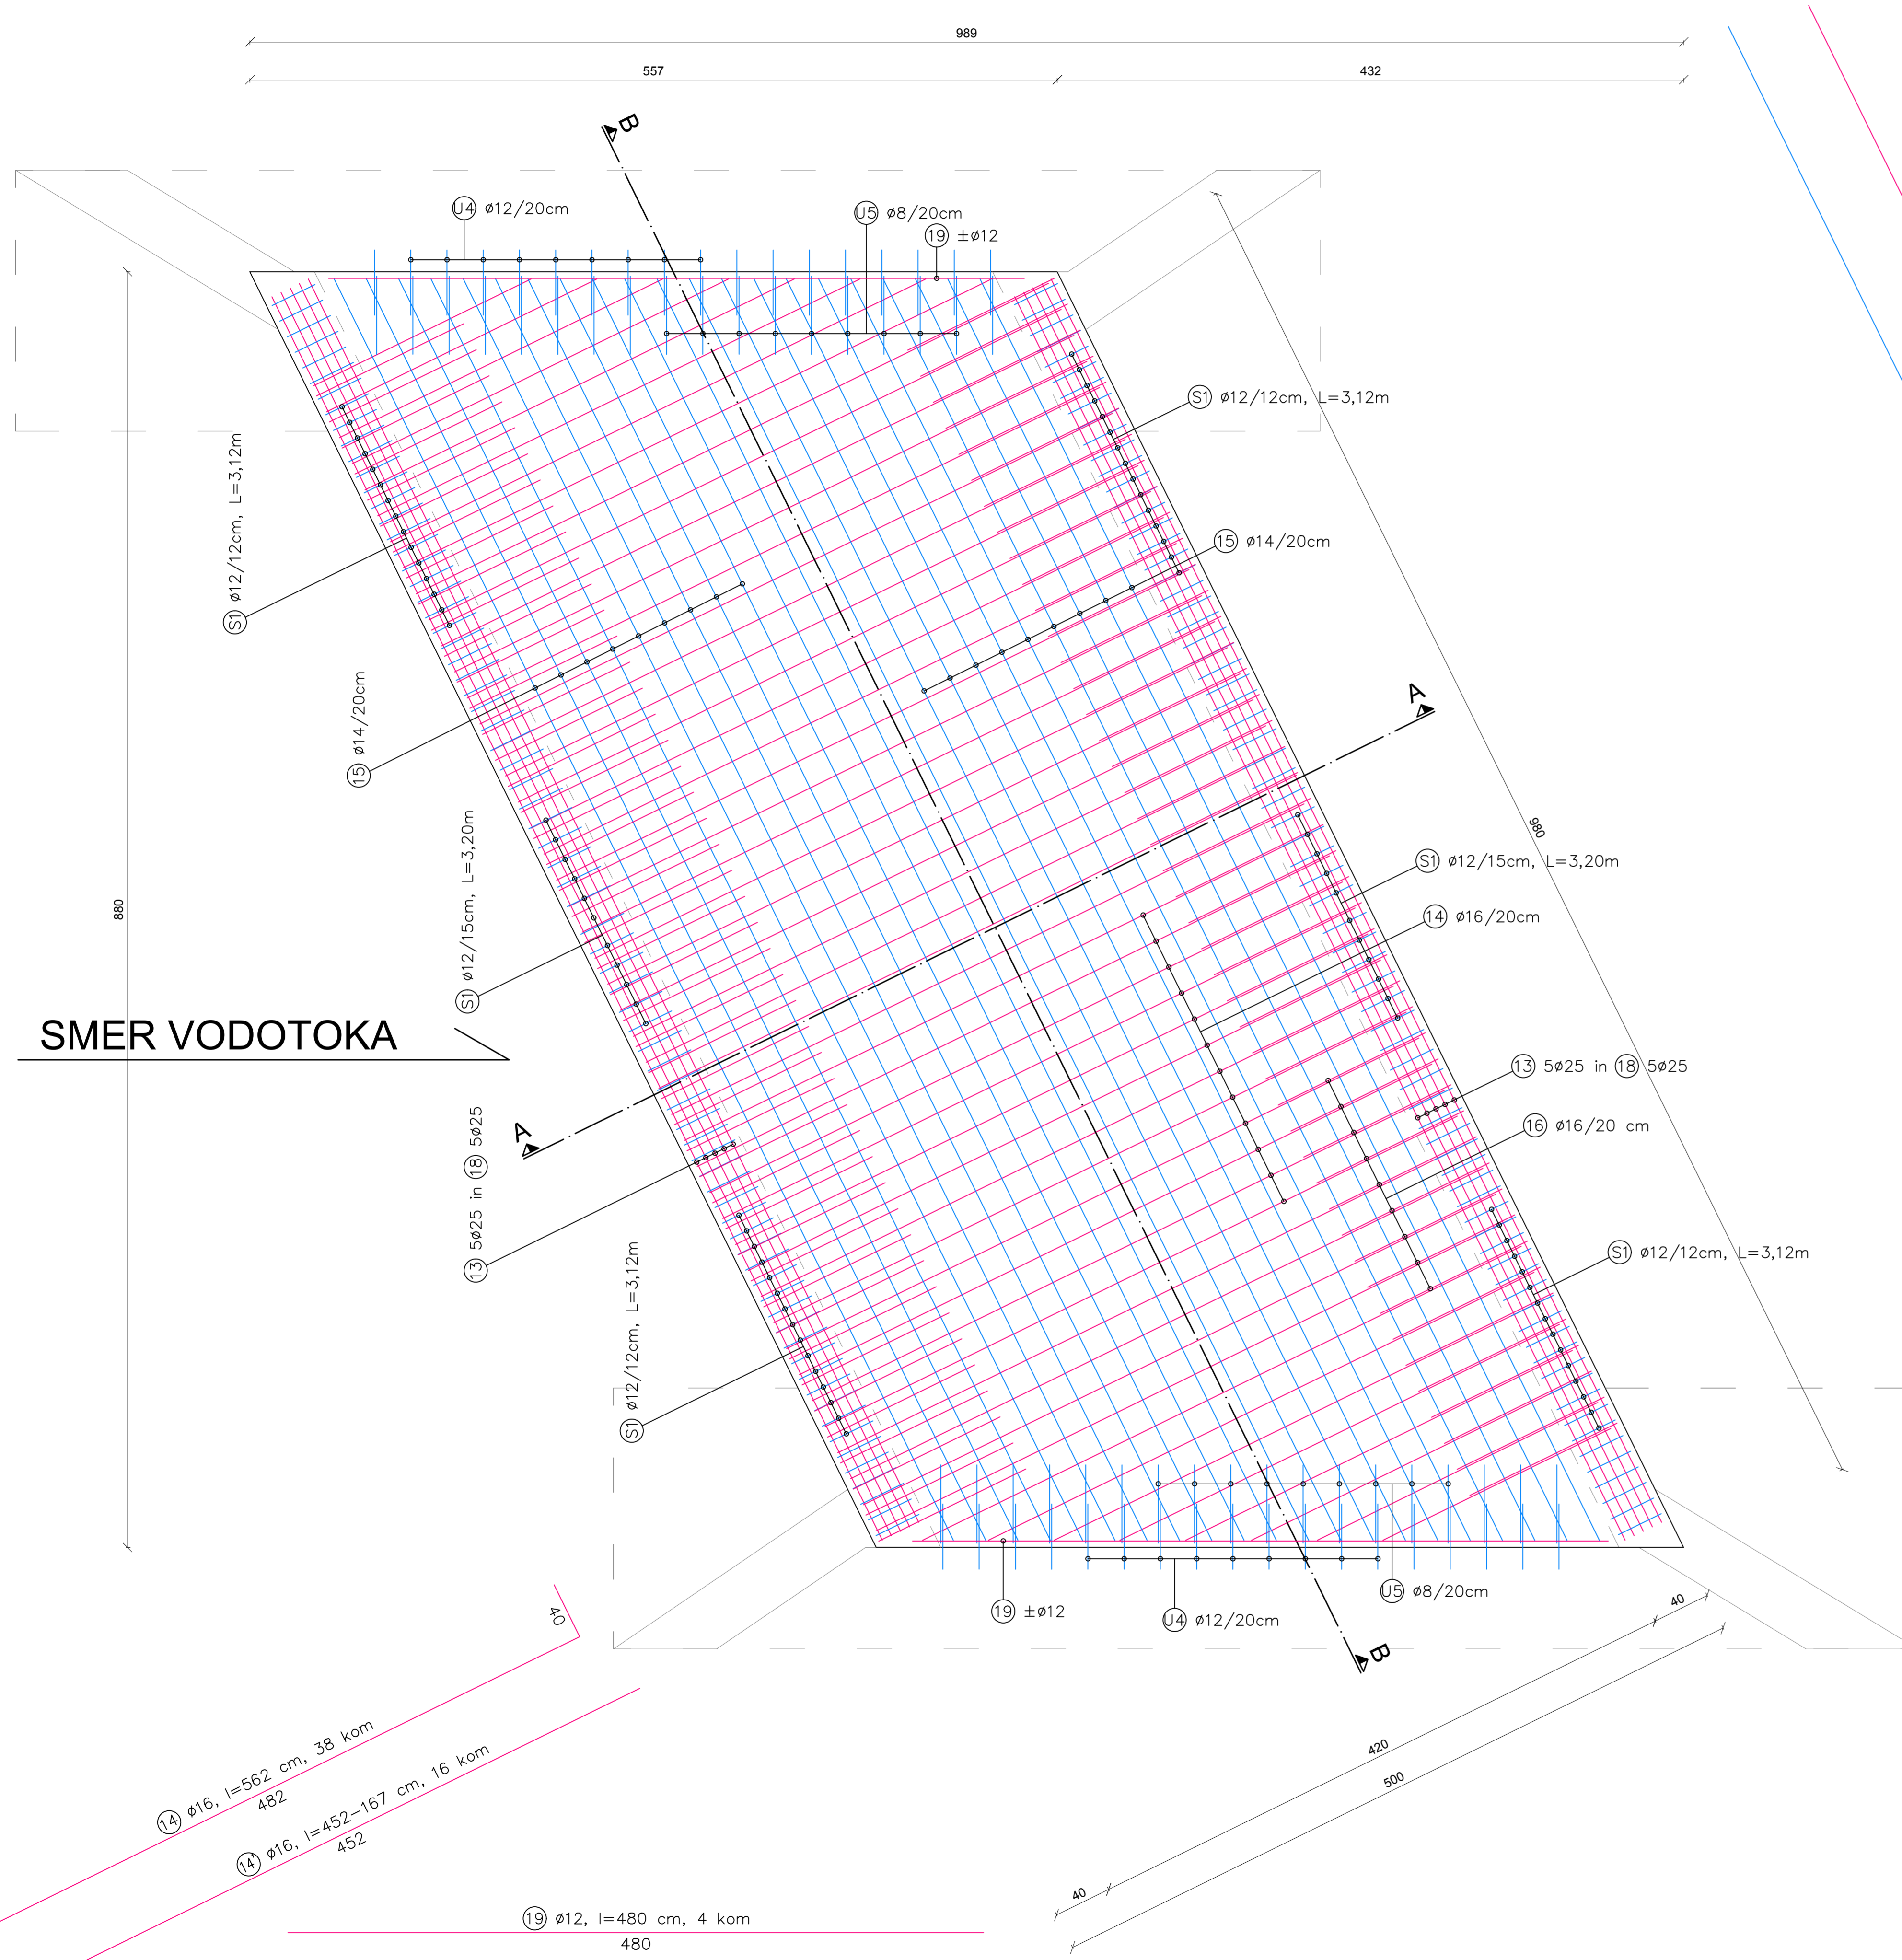 989
557
432
B
U4 ø12/20cm
U5 ø8/20cm
19 ±ø12
S1 ø12/12cm, L=3,12m
S1 ø12/12cm, L=3,12m
15 ø14/20cm
15 ø14/20cm
A
980
S1 ø12/15cm, L=3,20m
S1 ø12/15cm, L=3,20m
880
14 ø16/20cm
SMER VODOTOKA
13 5ø25 in 18 5ø25
A
13 5ø25 in 18 5ø25
16 ø16/20 cm
S1 ø12/12cm, L=3,12m
S1 ø12/12cm, L=3,12m
U5 ø8/20cm
19 ±ø12
U4 ø12/20cm
B
40
40
420
500
40
14 ø16, l=562 cm, 38 kom
482
14' ø16, l=452-167 cm, 16 kom
452
19 ø12, l=480 cm, 4 kom
480